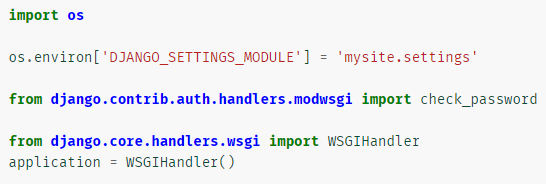 import os
os.environ['DJANGO_SETTINGS_MODULE'] = 'mysite.settings'
from django.contrib.auth.handlers.modwsgi import check_password
from django.core.handlers.wsgi import WSGIHandler
application = WSGIHandler()